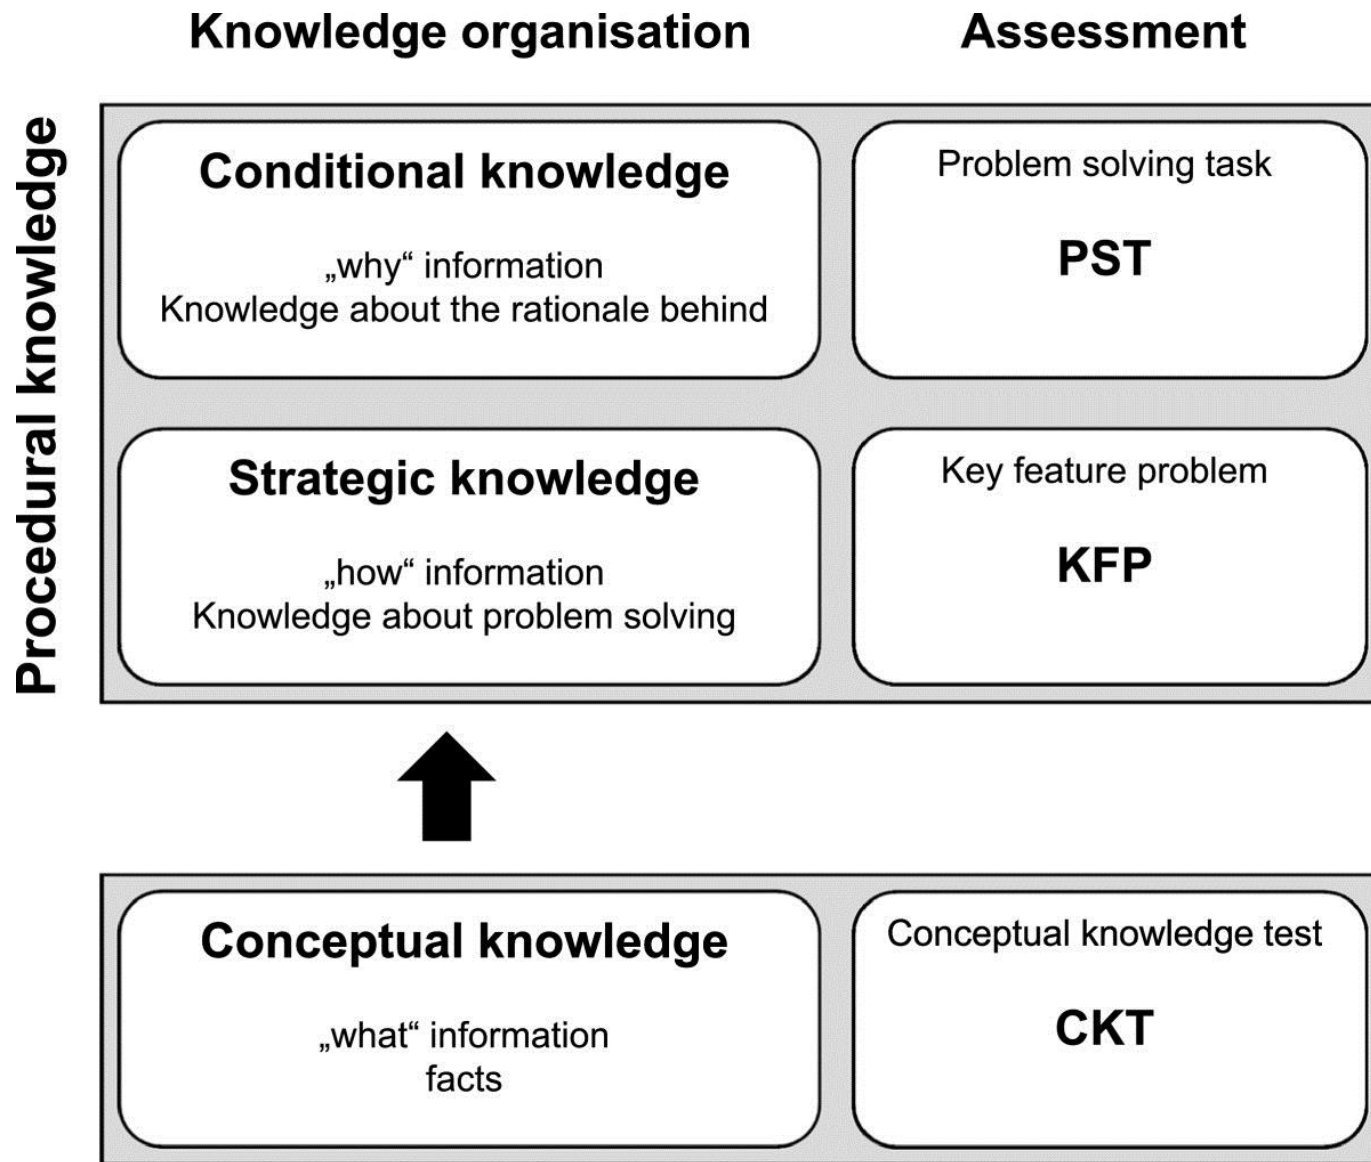 Knowledge organisation
Assessment
Procedural knowledge
Conditional knowledge
„why“ information
Knowledge about the rationale behind
Problem solving task
PST
Strategic knowledge
„how“ information
Knowledge about problem solving
Key feature problem
KFP
Conceptual knowledge
„what“ information
facts
Conceptual knowledge test
CKT